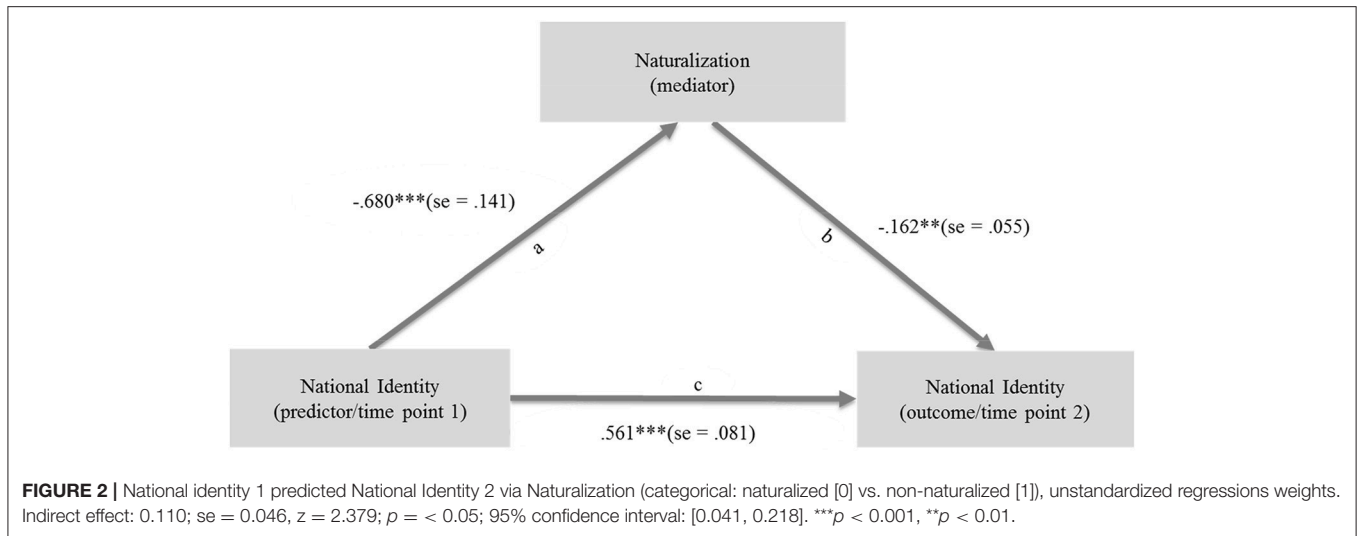 Naturalization
(mediator)
-.680***(se = .141)
a
b
-.162**(se = .055)
National Identity
(predictor/time point 1)
c
.561***(se = .081)
National Identity
(outcome/time point 2)
FIGURE 2 | National identity 1 predicted National Identity 2 via Naturalization (categorical: naturalized [0] vs. non-naturalized [1]), unstandardized regressions weights.
Indirect effect: 0.110; se = 0.046, z = 2.379; p = < 0.05; 95% confidence interval: [0.041, 0.218]. ***p < 0.001, **p < 0.01.